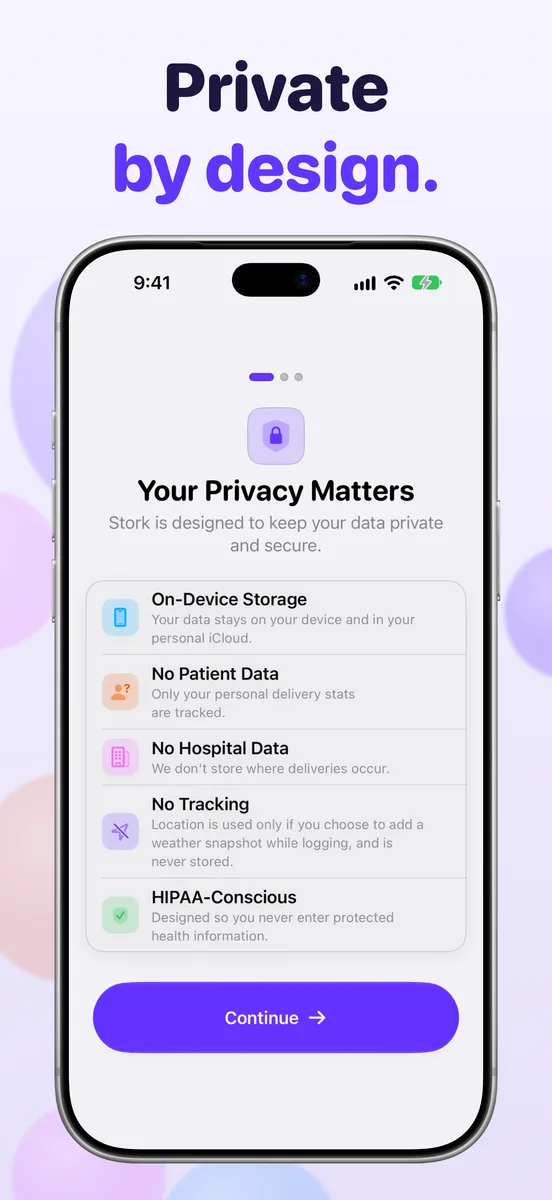 Private
by design.
9:41
Your Privacy Matters
Stork is designed to keep your data private
and secure.
On-Device Storage
Your data stays on your device and in your
personal iCloud.
No Patient Data
Only your personal delivery stats
are tracked.
No Hospital Data
We don't store where deliveries occur.
No Tracking
Location is used only if you choose to add a
weather snapshot while logging, and is
never stored.
HIPAA-Conscious
Designed so you never enter protected
health information.
Continue →